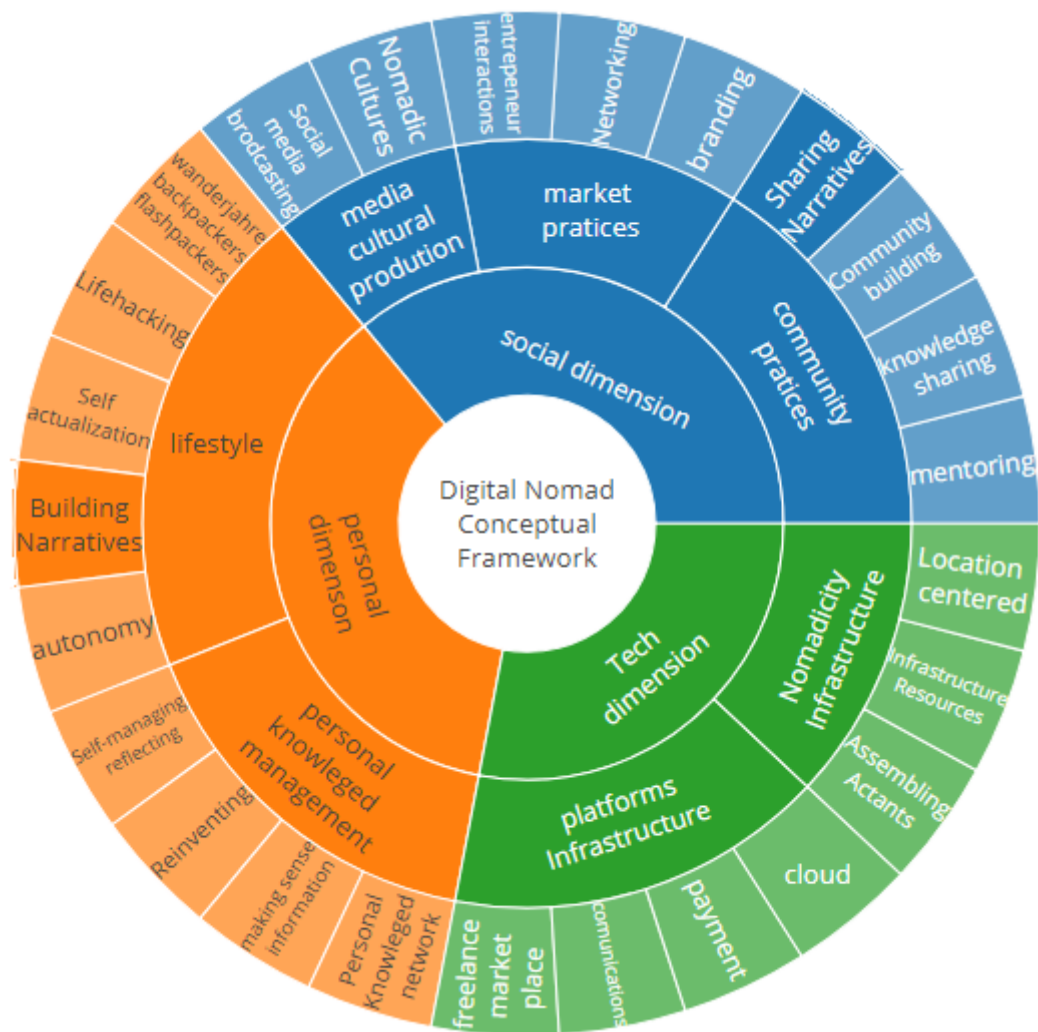 Digital Nomad
Conceptual
Framework
social dimension
media
cultural
prodution
Social
media
brodcasting
Nomadic
Cultures
market
pratices
entrepeneur
interactions
Networking
branding
community
pratices
Sharing
Narratives
Community
building
knowledge
sharing
mentoring
Tech
dimension
Nomadicity
Infrastructure
Location
centered
Infrastructure
Resources
Assembling
Actants
platforms
Infrastructure
cloud
payment
comunications
freelance
market
place
personal
dimenson
personal
knowleged
management
Personal
Knowleged
network
making sense
information
Reinventing
Self-managing
reflecting
lifestyle
autonomy
Building
Narratives
Self
actualization
Lifehacking
wanderjahre
backpackers
flashpackers